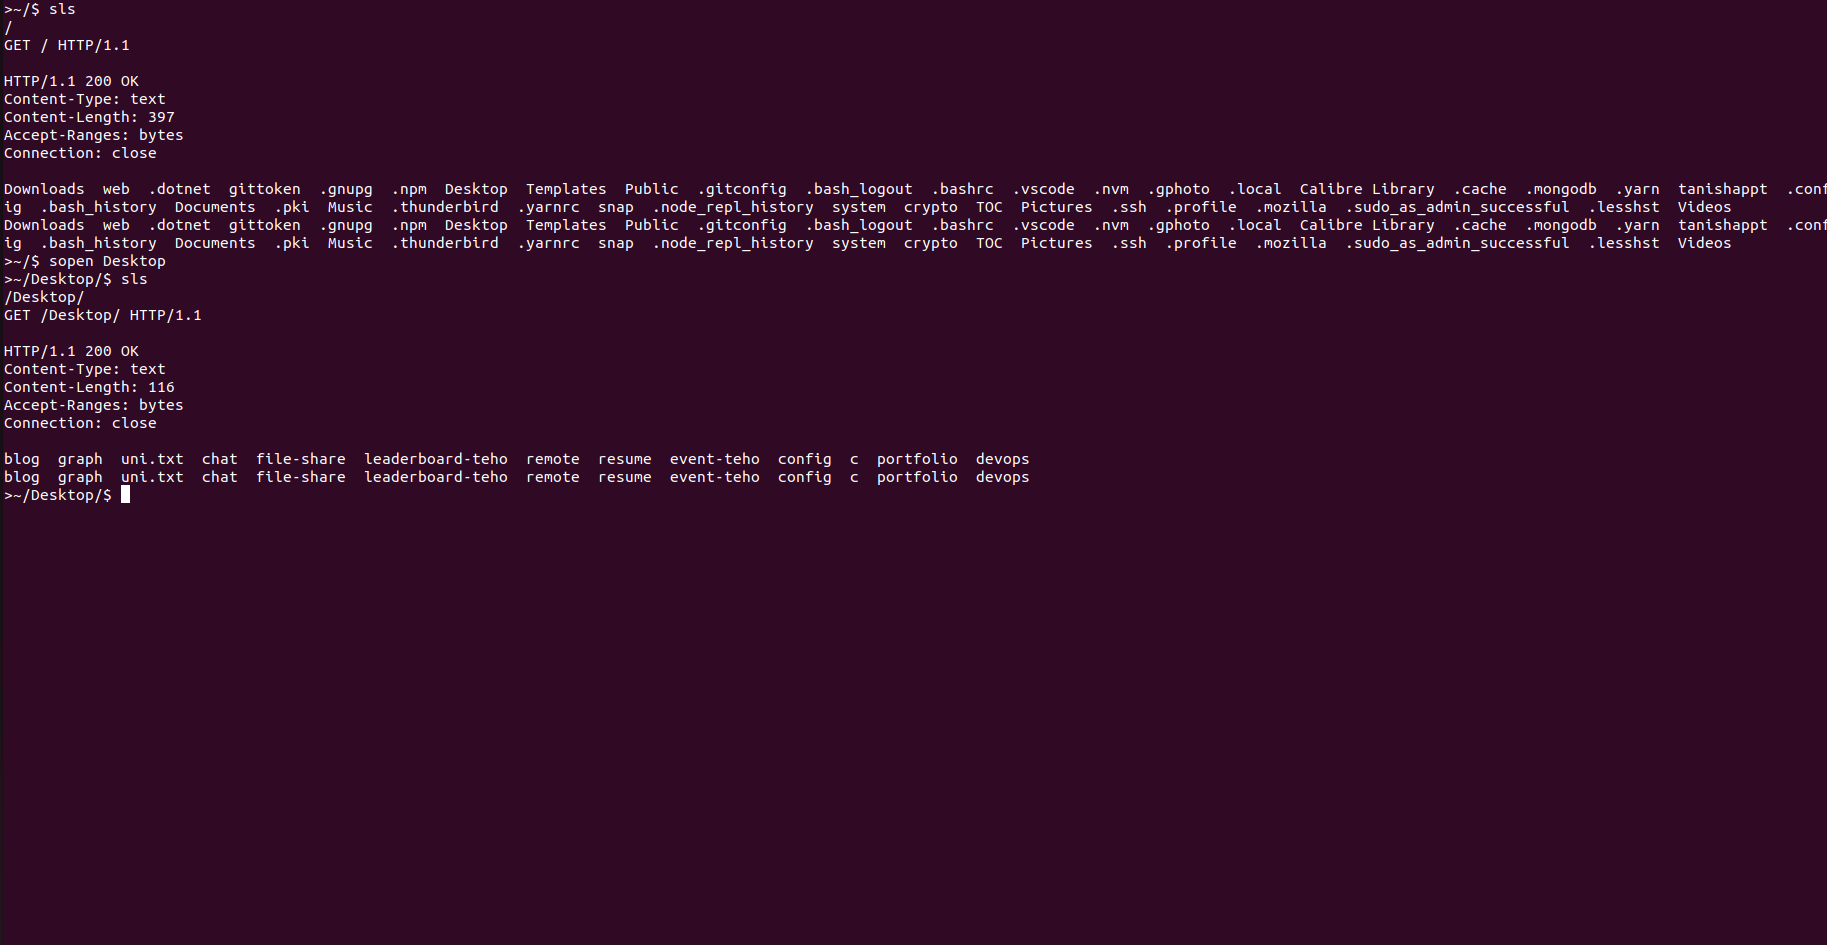 >~/$ sls
/
GET / HTTP/1.1

HTTP/1.1 200 OK
Content-Type: text
Content-Length: 397
Accept-Ranges: bytes
Connection: close

Downloads  web  .dotnet  gittoken  .gnupg  .npm  Desktop  Templates  Public  .gitconfig  .bash_logout  .bashrc  .vscode  .nvm  .gphoto  .local  Calibre Library  .cache  .mongodb  .yarn  tanishappt  .conf
ig  .bash_history  Documents  .pki  Music  .thunderbird  .yarnrc  snap  .node_repl_history  system  crypto  TOC  Pictures  .ssh  .profile  .mozilla  .sudo_as_admin_successful  .lesshst  Videos
Downloads  web  .dotnet  gittoken  .gnupg  .npm  Desktop  Templates  Public  .gitconfig  .bash_logout  .bashrc  .vscode  .nvm  .gphoto  .local  Calibre Library  .cache  .mongodb  .yarn  tanishappt  .conf
ig  .bash_history  Documents  .pki  Music  .thunderbird  .yarnrc  snap  .node_repl_history  system  crypto  TOC  Pictures  .ssh  .profile  .mozilla  .sudo_as_admin_successful  .lesshst  Videos
>~/$ sopen Desktop
>~/Desktop/$ sls
/Desktop/
GET /Desktop/ HTTP/1.1

HTTP/1.1 200 OK
Content-Type: text
Content-Length: 116
Accept-Ranges: bytes
Connection: close

blog  graph  uni.txt  chat  file-share  leaderboard-teho  remote  resume  event-teho  config  c  portfolio  devops
blog  graph  uni.txt  chat  file-share  leaderboard-teho  remote  resume  event-teho  config  c  portfolio  devops
>~/Desktop/$